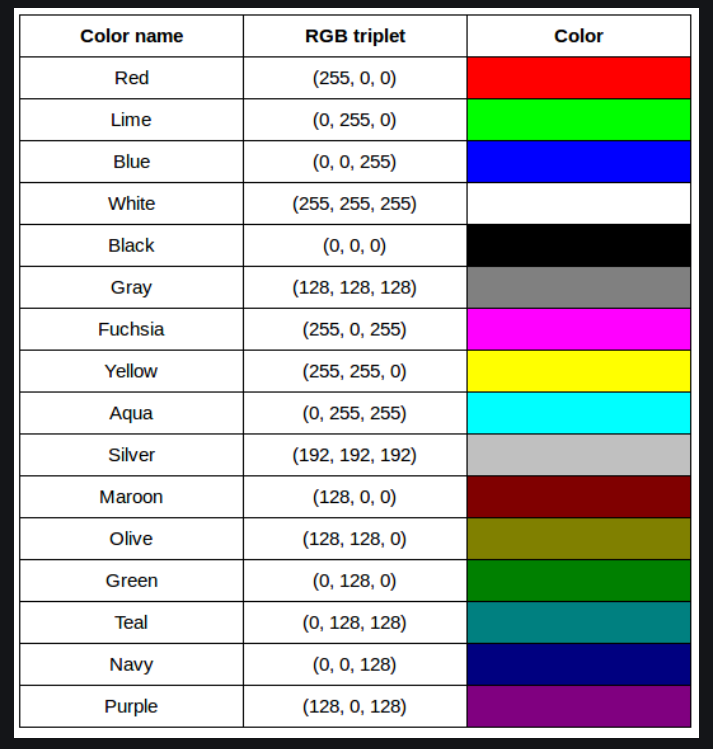 Color name RGB triplet Color
Red (255, 0, 0)
Lime (0, 255, 0)
Blue (0, 0, 255)
White (255, 255, 255)
Black (0, 0, 0)
Gray (128, 128, 128)
Fuchsia (255, 0, 255)
Yellow (255, 255, 0)
Aqua (0, 255, 255)
Silver (192, 192, 192)
Maroon (128, 0, 0)
Olive (128, 128, 0)
Green (0, 128, 0)
Teal (0, 128, 128)
Navy (0, 0, 128)
Purple (128, 0, 128)